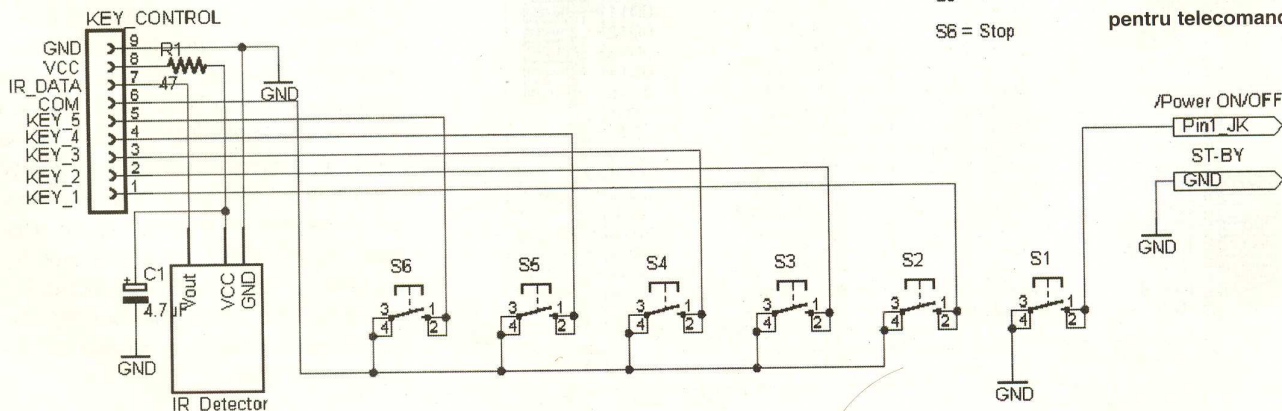 S6 = Stop
pentru telecomand
KEY_CONTROL
GND 9
VCC 8
IR_DATA 7
COM 6
KEY_5 5
KEY_4 4
KEY_3 3
KEY_2 2
KEY_1 1
R1
47
GND
/Power ON/OFF
Pin1_JK
ST-BY
GND
GND
C1
4.7uF
GND
Vout
VCC
GND
IR_Detector
S6
3 1
4 2
S5
3 1
4 2
S4
3 1
4 2
S3
3 1
4 2
S2
3 1
4 2
S1
3 1
4 2
GND